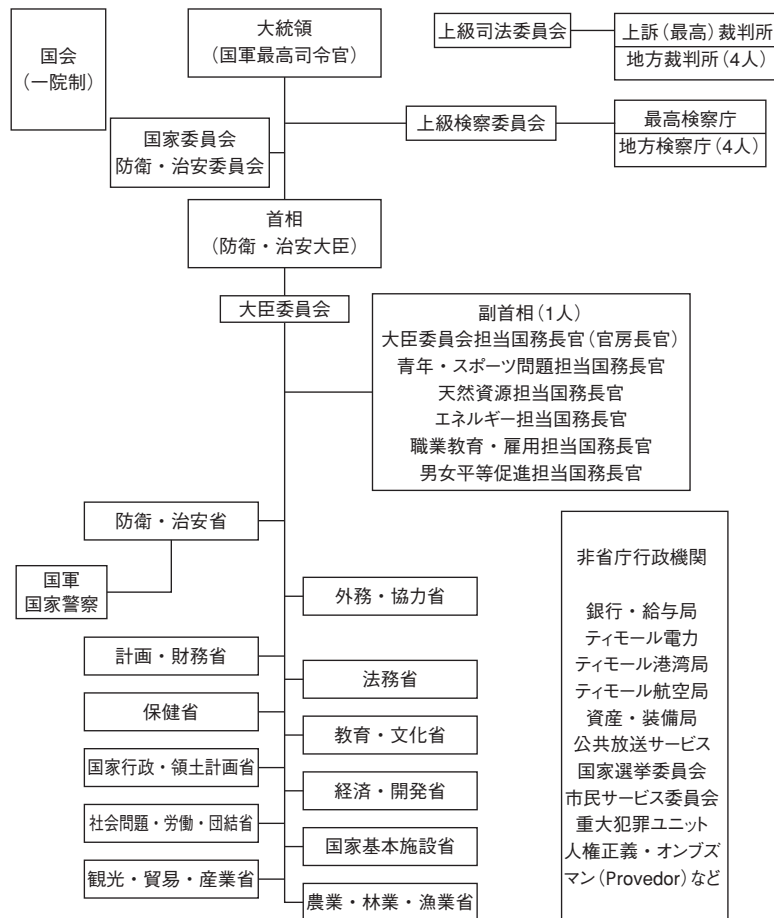 国会
（一院制）
大統領
（国軍最高司令官）
上級司法委員会
上訴（最高）裁判所
地方裁判所（4人）
上級検察委員会
最高検察庁
地方検察庁（4人）
国家委員会
防衛・治安委員会
首相
（防衛・治安大臣）
大臣委員会
副首相（1人）
大臣委員会担当国務長官（官房長官）
青年・スポーツ問題担当国務長官
天然資源担当国務長官
エネルギー担当国務長官
職業教育・雇用担当国務長官
男女平等促進担当国務長官
防衛・治安省
国軍
国家警察
外務・協力省
計画・財務省
法務省
保健省
教育・文化省
国家行政・領土計画省
経済・開発省
社会問題・労働・団結省
国家基本施設省
観光・貿易・産業省
農業・林業・漁業省
非省庁行政機関
銀行・給与局
ティモール電力
ティモール港湾局
ティモール航空局
資産・装備局
公共放送サービス
国家選挙委員会
市民サービス委員会
重大犯罪ユニット
人権正義・オンブズ
マン（Provedor）など